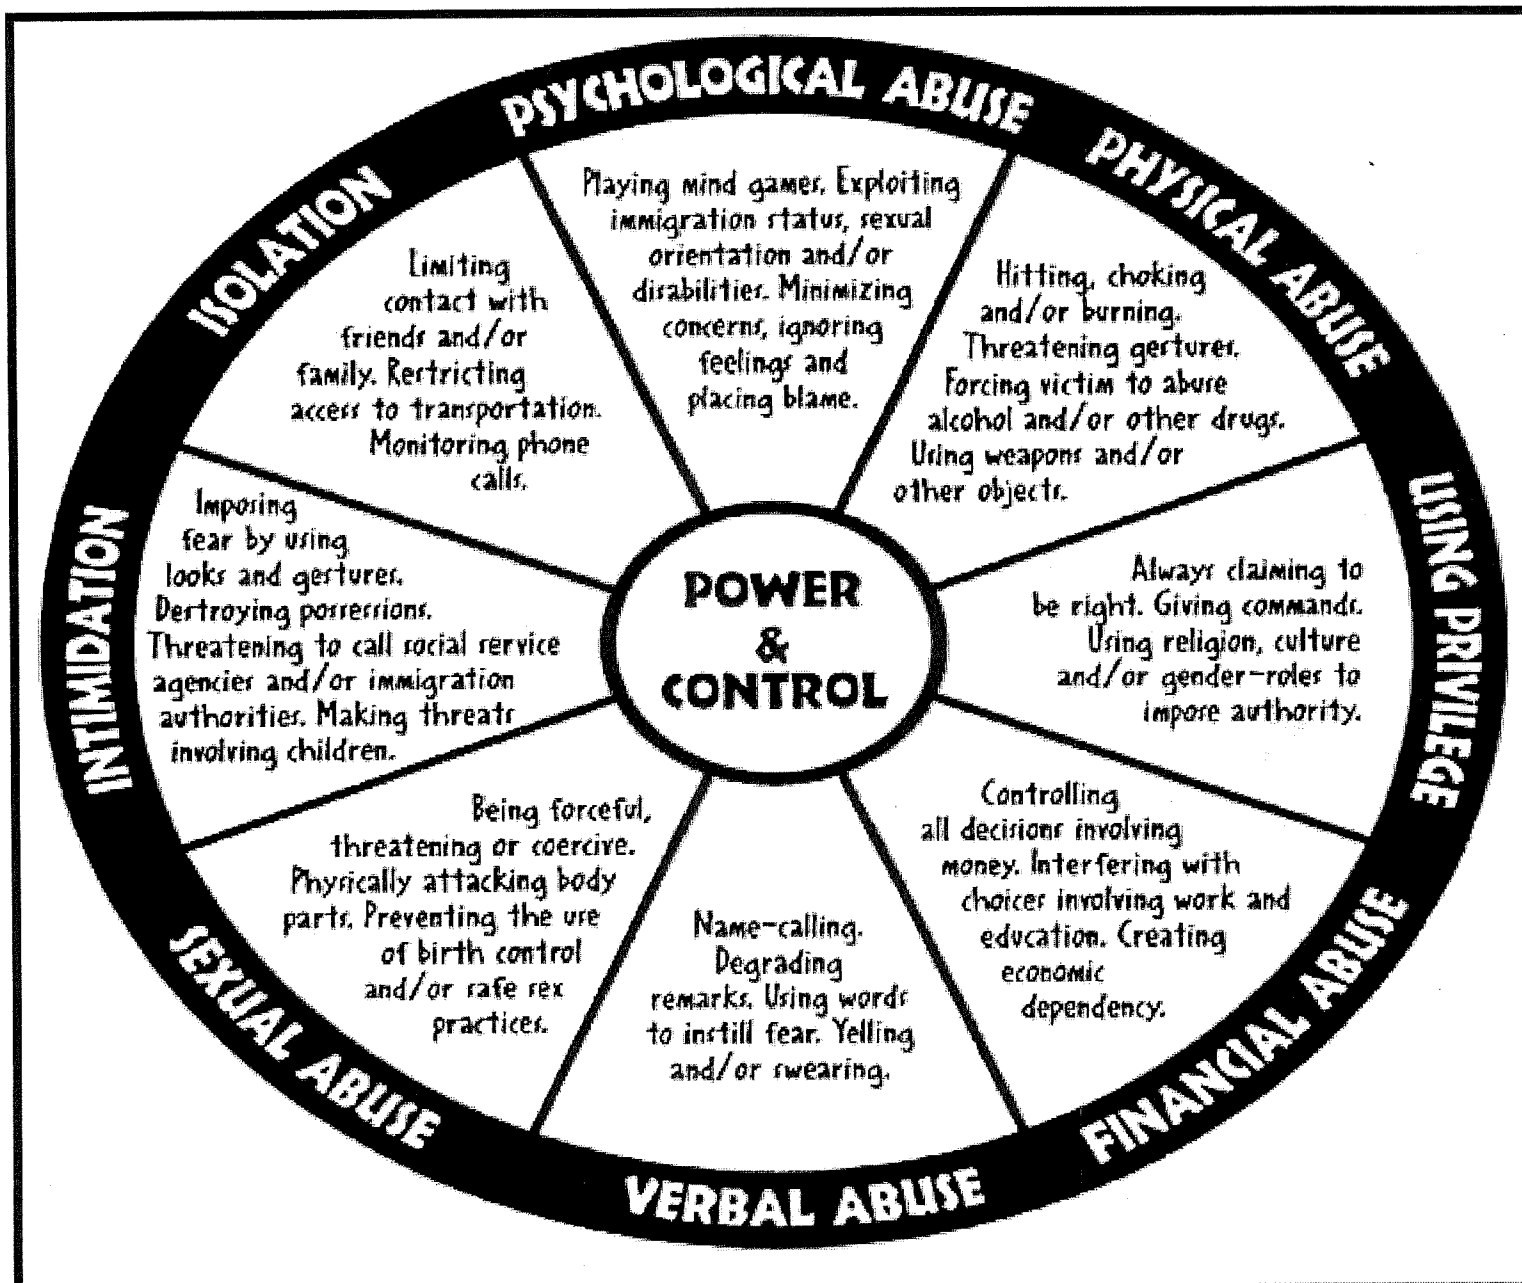 PSYCHOLOGICAL ABUSE
Playing mind games. Exploiting
immigration status, sexual
orientation and/or
disabilities. Minimizing
concerns, ignoring
feelings and
placing blame.
PHYSICAL ABUSE
Hitting, choking
and/or burning.
Threatening gestures.
Forcing victim to abuse
alcohol and/or other drugs.
Using weapons and/or
other objects.
USING PRIVILEGE
Always claiming to
be right. Giving commands.
Using religion, culture
and/or gender-roles to
impose authority.
FINANCIAL ABUSE
Controlling
all decisions involving
money. Interfering with
choices involving work and
education. Creating
economic
dependency.
VERBAL ABUSE
Name-calling.
Degrading
remarks. Using words
to instill fear. Yelling
and/or swearing.
SEXUAL ABUSE
Being forceful,
threatening or coercive.
Physically attacking body
parts. Preventing the use
of birth control
and/or safe sex
practices.
INTIMIDATION
Imposing
fear by using
looks and gestures.
Destroying possessions.
Threatening to call social service
agencies and/or immigration
authorities. Making threats
involving children.
ISOLATION
Limiting
contact with
friends and/or
family. Restricting
access to transportation.
Monitoring phone
calls.
POWER
&
CONTROL